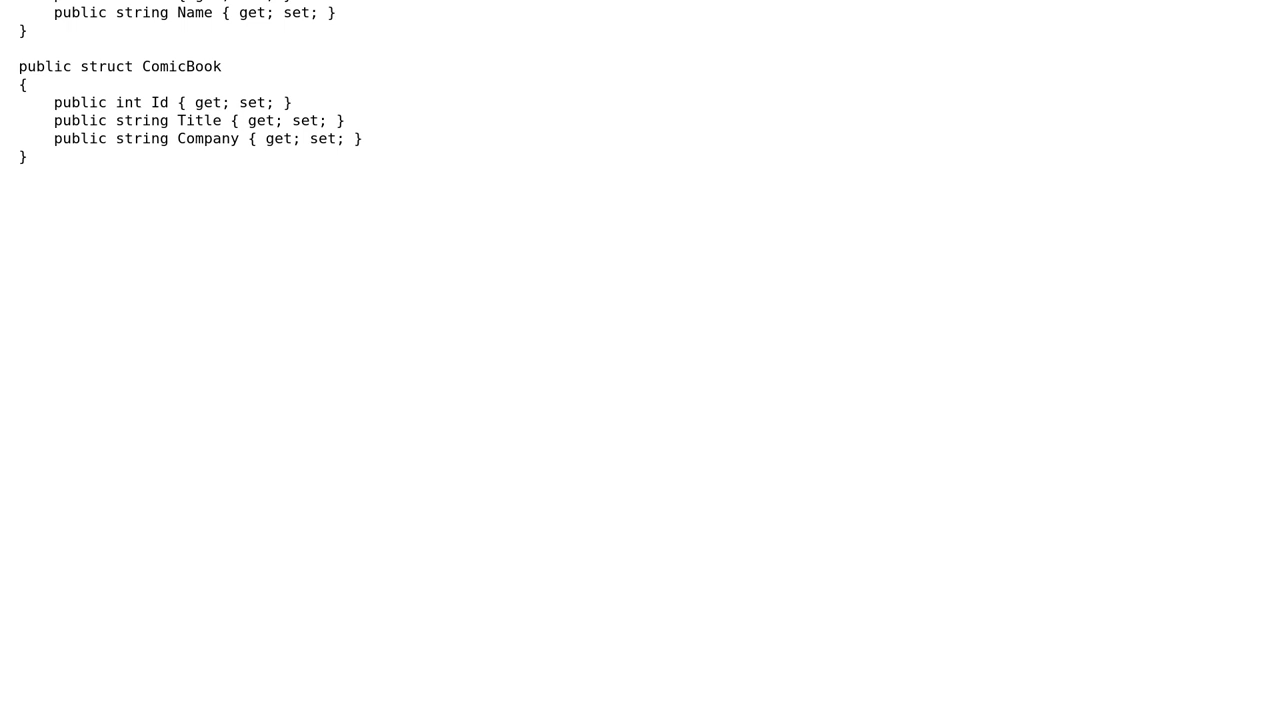 public string Name { get; set; }
}
public struct ComicBook
{
public int Id { get; set; }
public string Title { get; set; }
public string Company { get; set; }
}